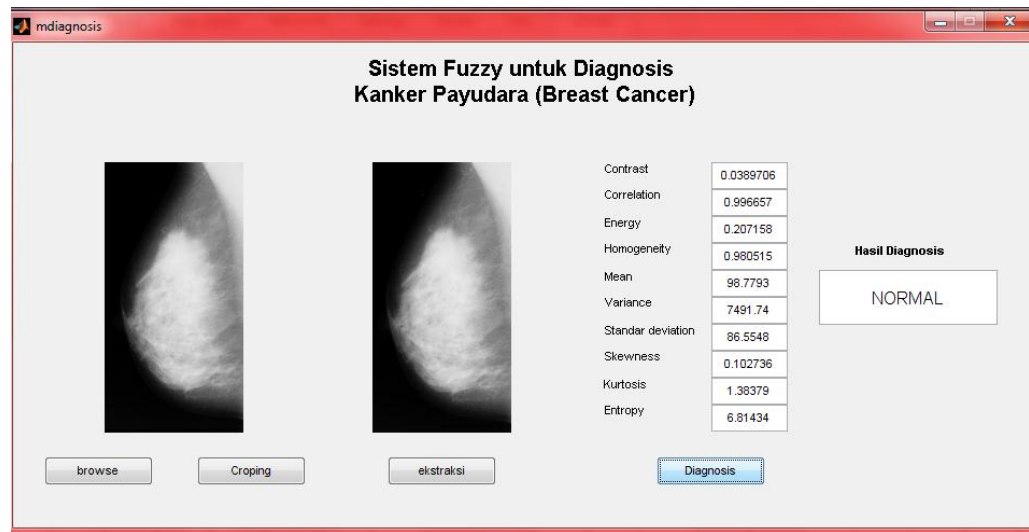 mdiagnosis
Sistem Fuzzy untuk Diagnosis
Kanker Payudara (Breast Cancer)
Contrast 0.0389706
Correlation 0.996657
Energy 0.207158
Homogeneity 0.980515
Mean 98.7793
Variance 7491.74
Standar deviation 86.5548
Skewness 0.102736
Kurtosis 1.38379
Entropy 6.81434
Hasil Diagnosis
NORMAL
browse Croping ekstraksi Diagnosis